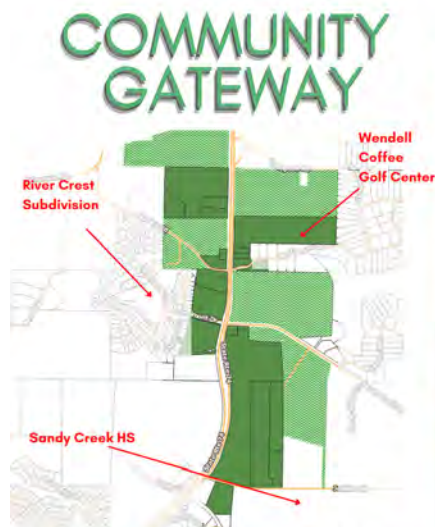 COMMUNITY
GATEWAY
Wendell
Coffee
Golf Center
River Crest
Subdivision
Sandy Creek HS